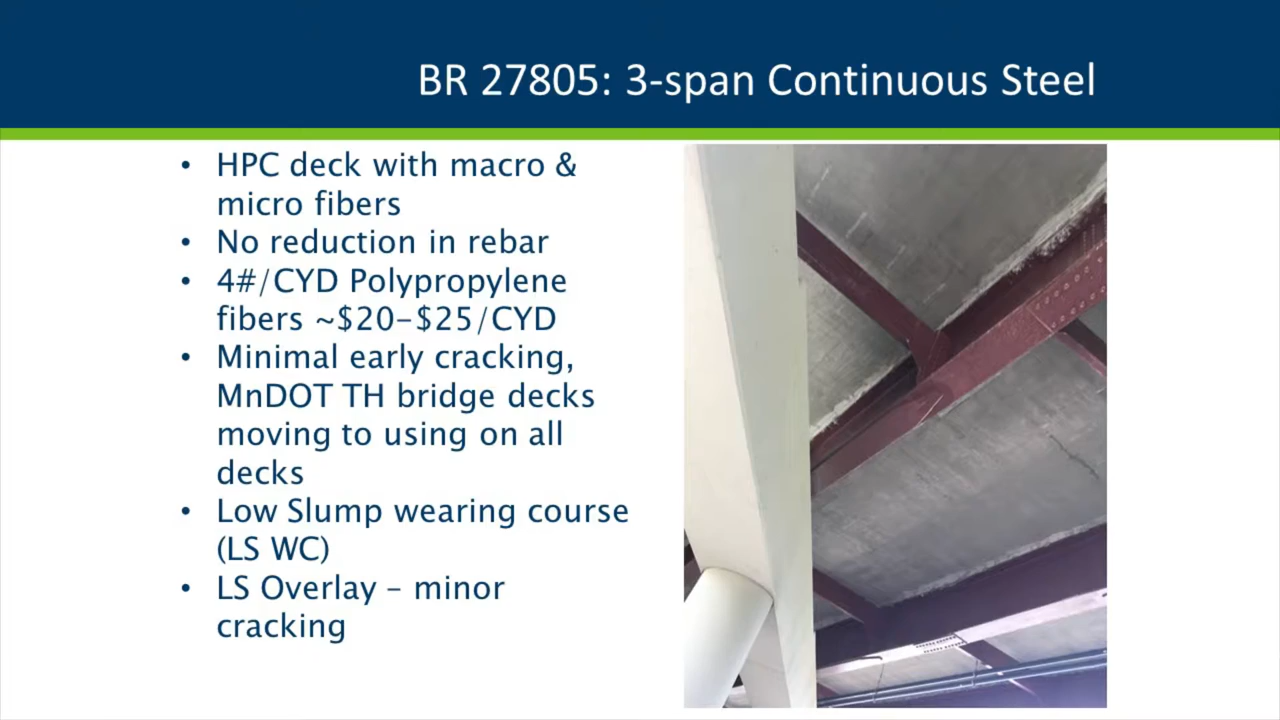 BR 27805: 3-span Continuous Steel
• HPC deck with macro &
micro fibers
• No reduction in rebar
• 4#/CYD Polypropylene
fibers ~$20-$25/CYD
• Minimal early cracking,
MnDOT TH bridge decks
moving to using on all
decks
• Low Slump wearing course
(LS WC)
• LS Overlay – minor
cracking